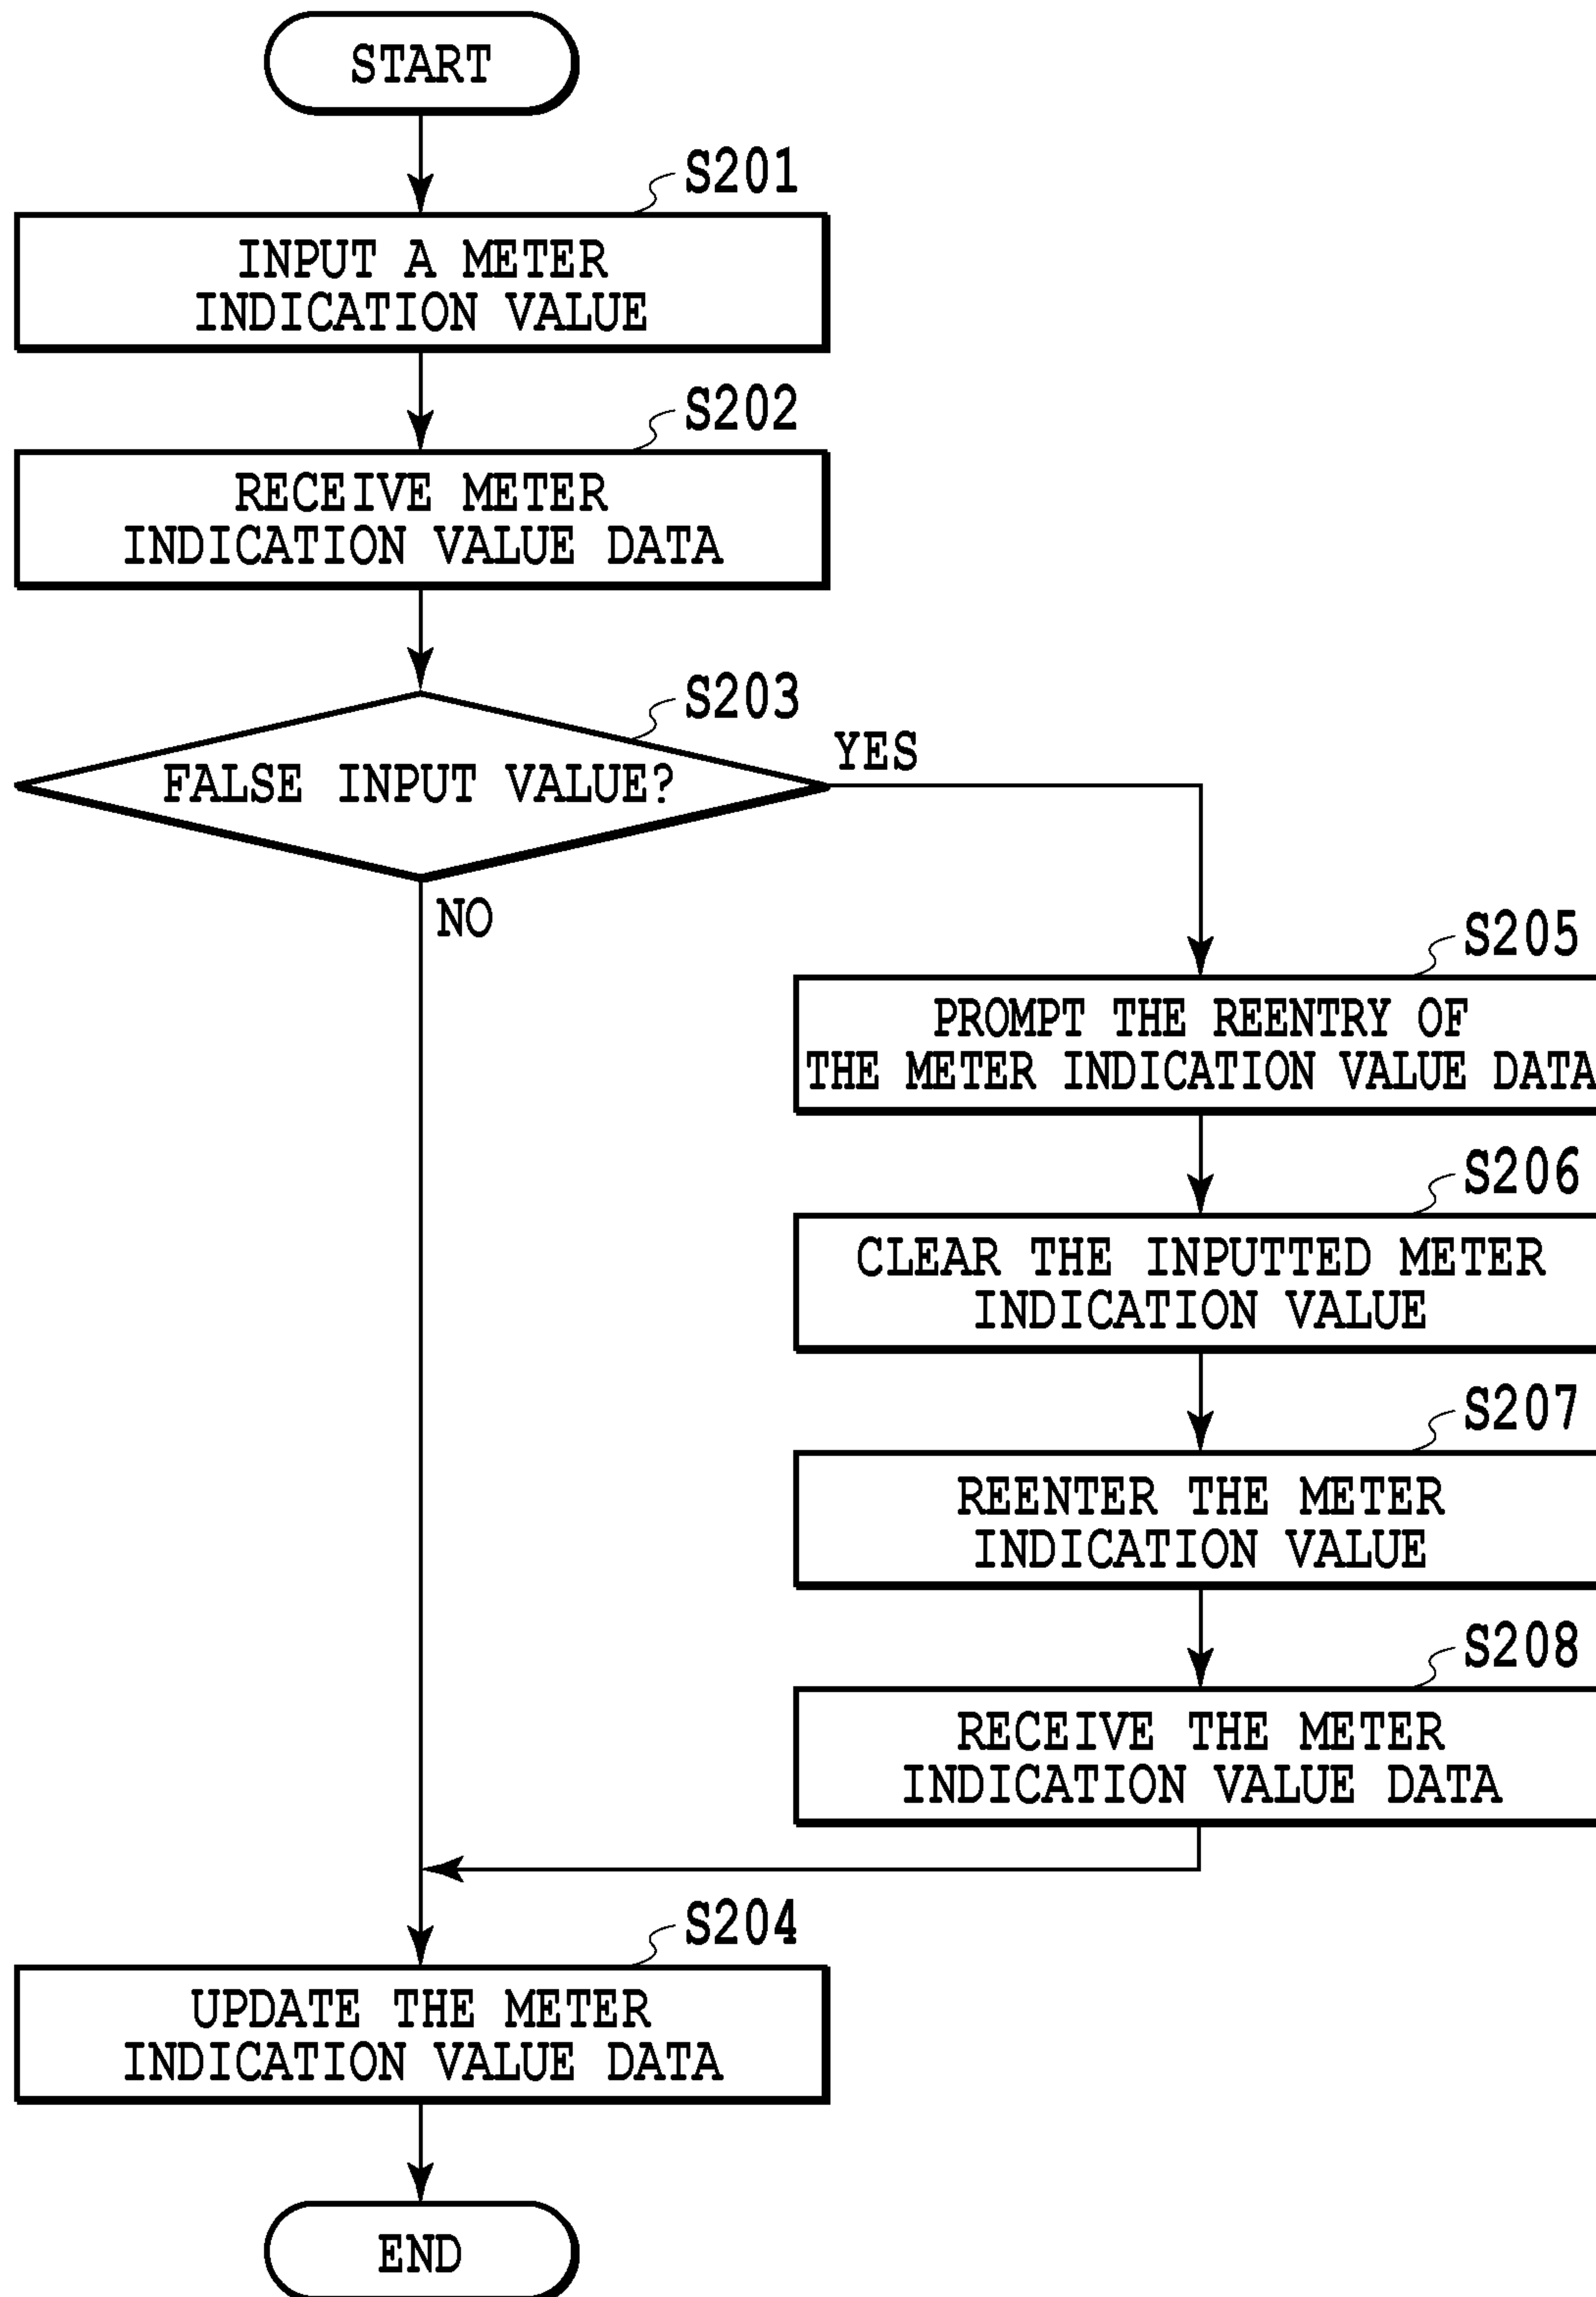 START
S201
INPUT A METER
INDICATION VALUE
S202
RECEIVE METER
INDICATION VALUE DATA
S203
FALSE INPUT VALUE?
YES
NO
S205
PROMPT THE REENTRY OF
THE METER INDICATION VALUE DATA
S206
CLEAR THE INPUTTED METER
INDICATION VALUE
S207
REENTER THE METER
INDICATION VALUE
S208
RECEIVE THE METER
INDICATION VALUE DATA
S204
UPDATE THE METER
INDICATION VALUE DATA
END